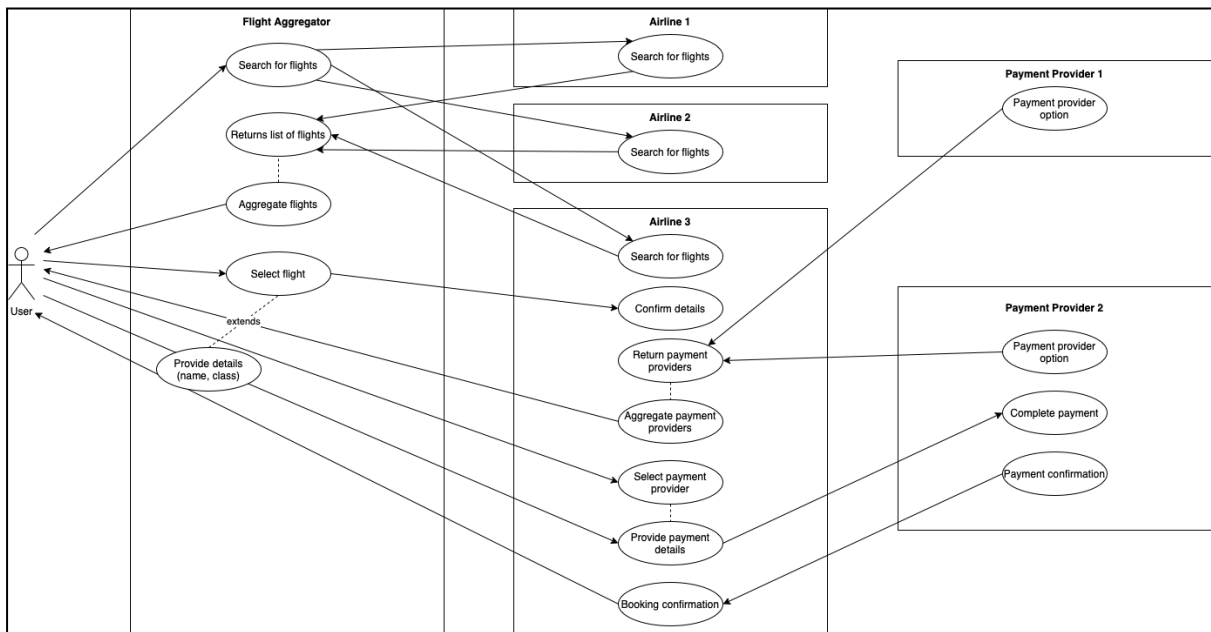 Flight Aggregator
Search for flights
Returns list of flights
Aggregate flights
Select flight
extends
Provide details
(name, class)
User
Airline 1
Search for flights
Airline 2
Search for flights
Airline 3
Search for flights
Confirm details
Return payment
providers
Aggregate payment
providers
Select payment
provider
Provide payment
details
Booking confirmation
Payment Provider 1
Payment provider
option
Payment Provider 2
Payment provider
option
Complete payment
Payment confirmation